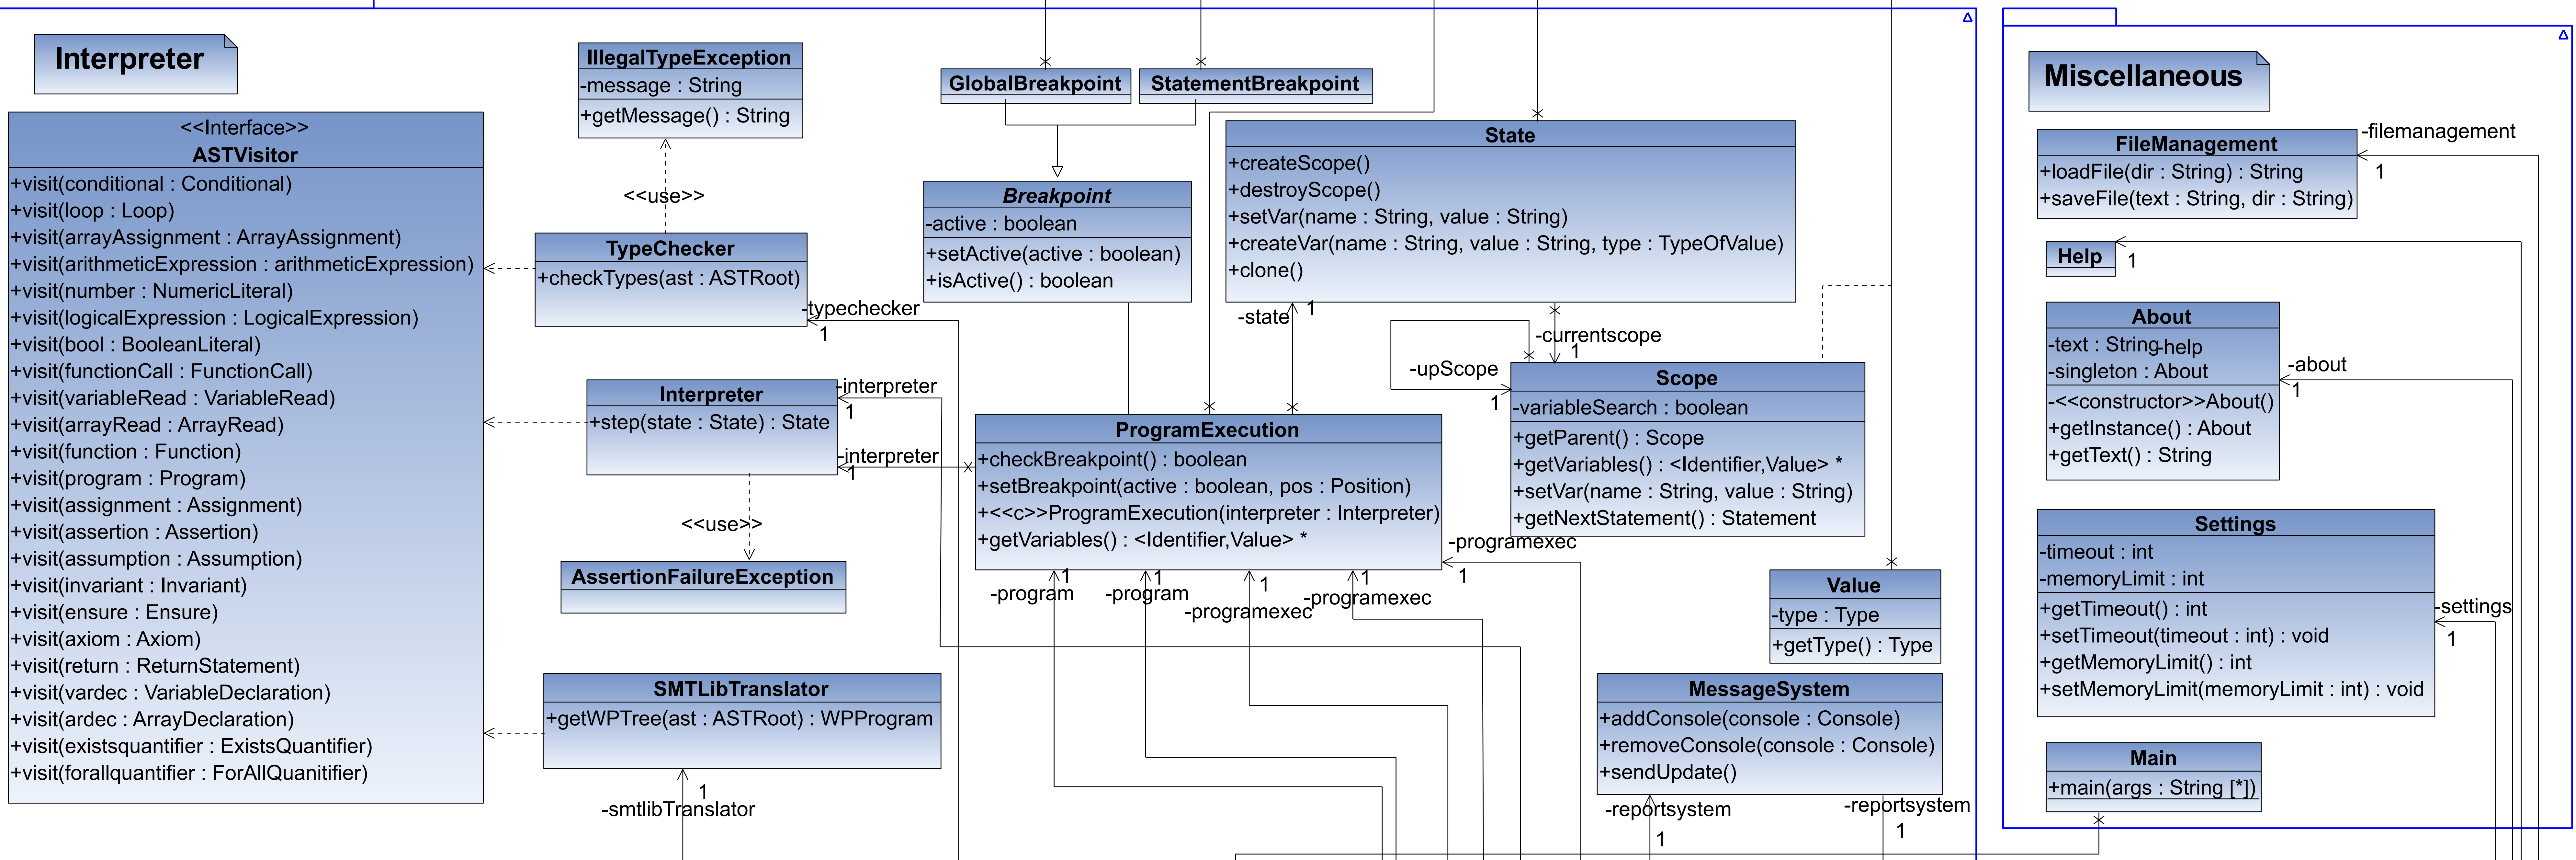 Interpreter
<<Interface>>
ASTVisitor
+visit(conditional : Conditional)
+visit(loop : Loop)
+visit(arrayAssignment : ArrayAssignment)
+visit(arithmeticExpression : arithmeticExpression)
+visit(number : NumericLiteral)
+visit(logicalExpression : LogicalExpression)
+visit(bool : BooleanLiteral)
+visit(functionCall : FunctionCall)
+visit(variableRead : VariableRead)
+visit(arrayRead : ArrayRead)
+visit(function : Function)
+visit(program : Program)
+visit(assignment : Assignment)
+visit(assertion : Assertion)
+visit(assumption : Assumption)
+visit(invariant : Invariant)
+visit(ensure : Ensure)
+visit(axiom : Axiom)
+visit(return : ReturnStatement)
+visit(vardec : VariableDeclaration)
+visit(ardec : ArrayDeclaration)
+visit(existsquantifier : ExistsQuantifier)
+visit(forallquantifier : ForAllQuanitifier)
IllegalTypeException
-message : String
+getMessage() : String
<<use>>
TypeChecker
+checkTypes(ast : ASTRoot)
-typechecker
1
Interpreter
+step(state : State) : State
-interpreter
1
-interpreter
1
<<use>>
AssertionFailureException
SMTLibTranslator
+getWPTree(ast : ASTRoot) : WPProgram
1
-smtlibTranslator
GlobalBreakpoint
StatementBreakpoint
Breakpoint
-active : boolean
+setActive(active : boolean)
+isActive() : boolean
State
+createScope()
+destroyScope()
+setVar(name : String, value : String)
+createVar(name : String, value : String, type : TypeOfValue)
+clone()
-state
1
-currentscope
1
-upScope
1
Scope
-variableSearch : boolean
+getParent() : Scope
+getVariables() : <Identifier,Value> *
+setVar(name : String, value : String)
+getNextStatement() : Statement
ProgramExecution
+checkBreakpoint() : boolean
+setBreakpoint(active : boolean, pos : Position)
+<<c>>ProgramExecution(interpreter : Interpreter)
+getVariables() : <Identifier,Value> *
-programexec
1
1
-program
1
-program
1
-programexec
1
-programexec
Value
-type : Type
+getType() : Type
MessageSystem
+addConsole(console : Console)
+removeConsole(console : Console)
+sendUpdate()
-reportsystem
1
-reportsystem
1
Miscellaneous
FileManagement
+loadFile(dir : String) : String
+saveFile(text : String, dir : String)
-filemanagement
1
Help
1
About
-text : String
-help
-singleton : About
-<<constructor>>About()
+getInstance() : About
+getText() : String
-about
1
Settings
-timeout : int
-memoryLimit : int
+getTimeout() : int
+setTimeout(timeout : int) : void
+getMemoryLimit() : int
+setMemoryLimit(memoryLimit : int) : void
-settings
1
Main
+main(args : String [*])